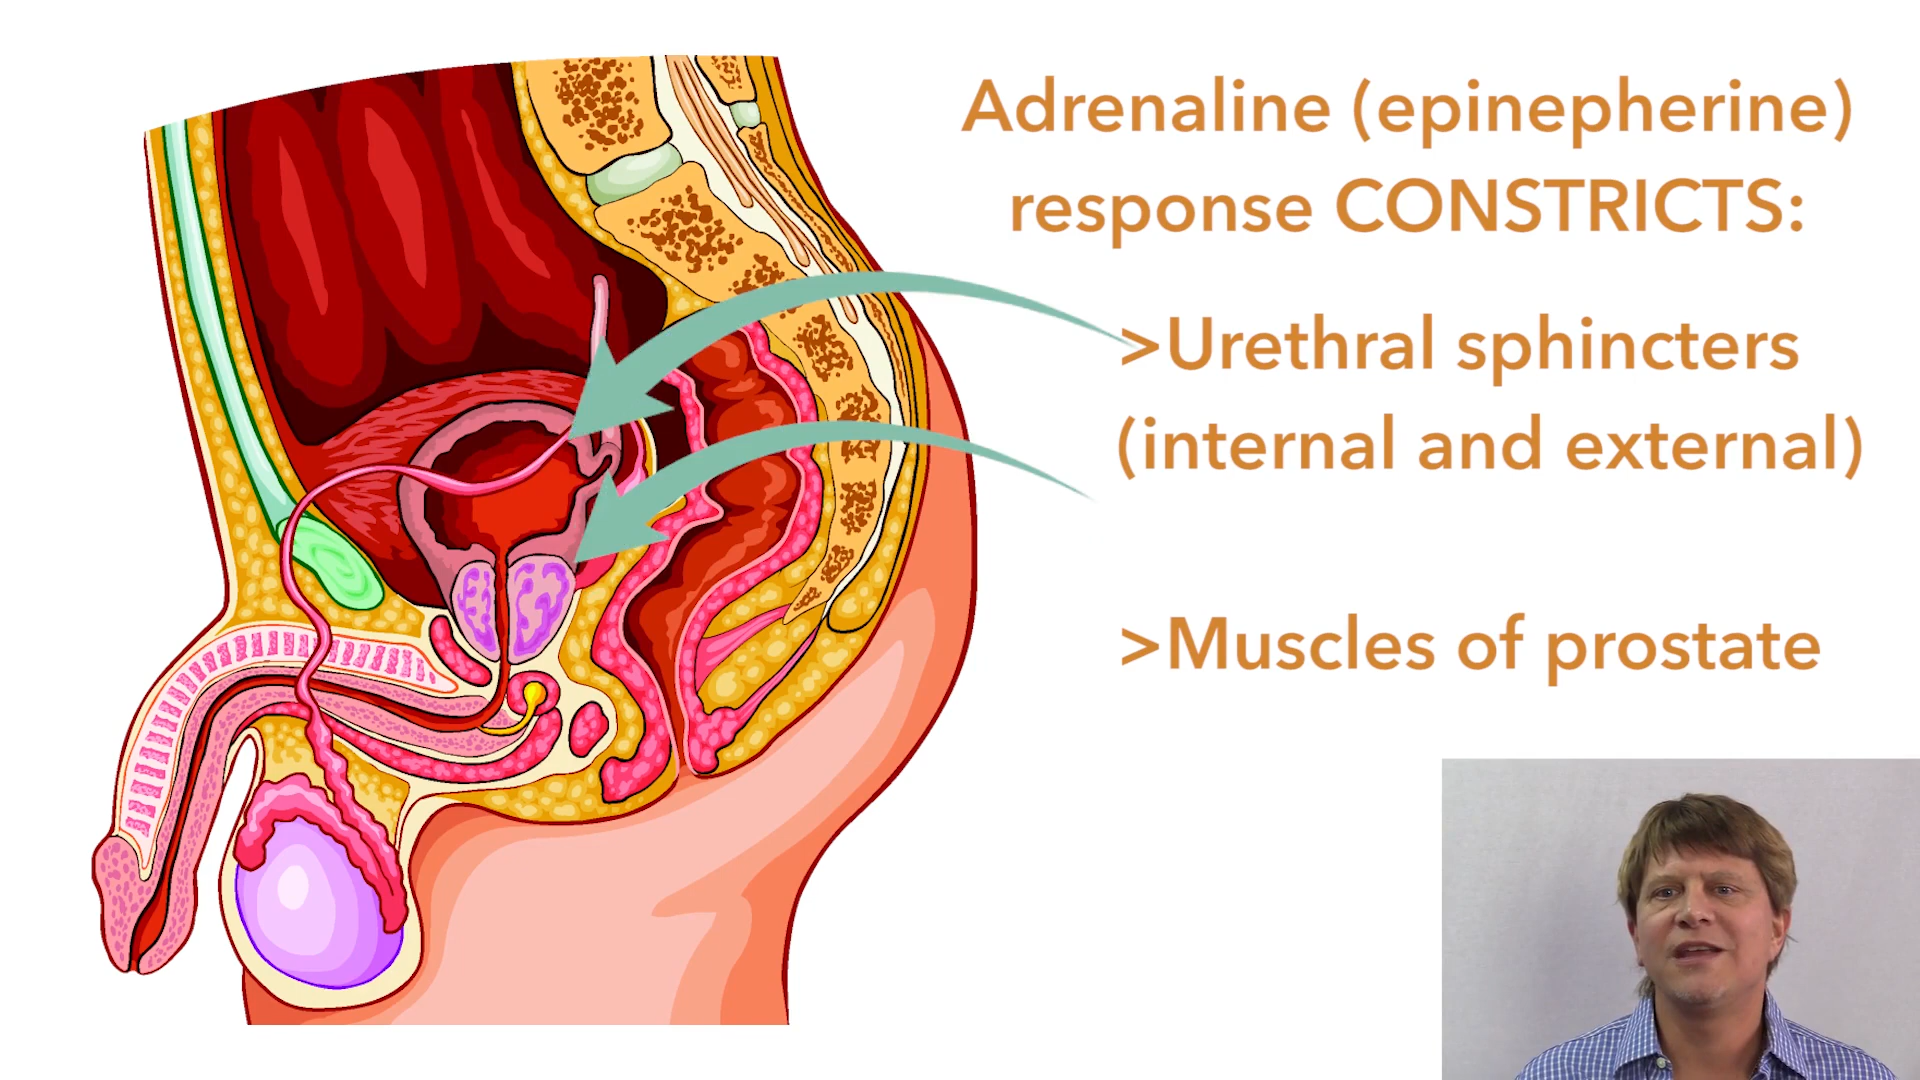 Adrenaline (epinepherine)
response CONSTRICTS:
>Urethral sphincters
(internal and external)
>Muscles of prostate